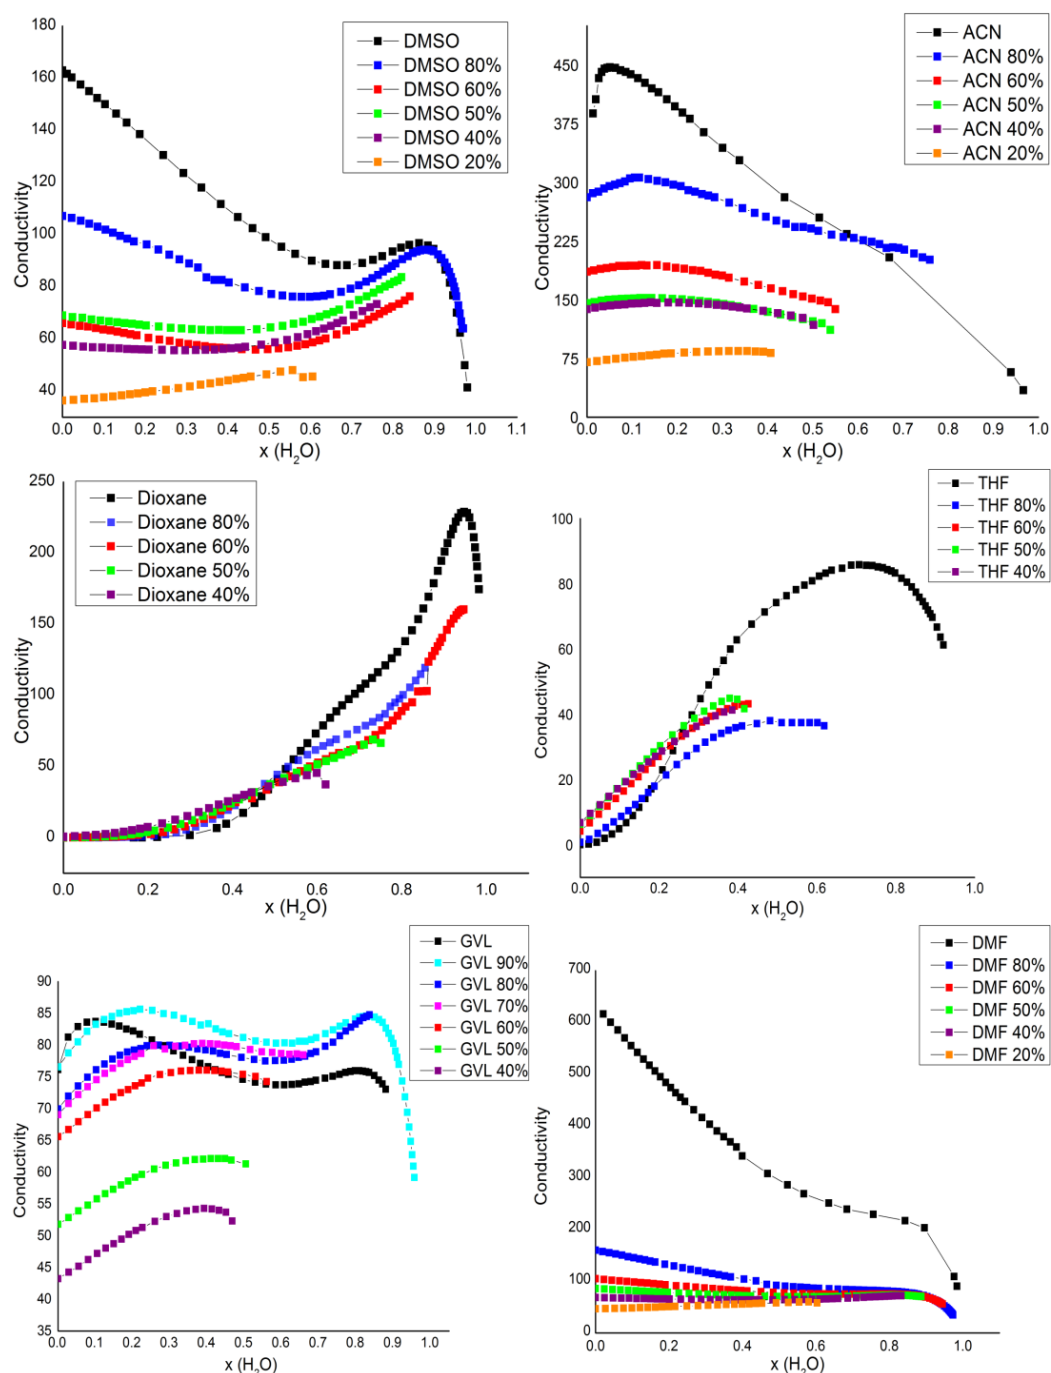 180
160
140
120
100
80
60
40
Conductivity
0.0 0.1 0.2 0.3 0.4 0.5 0.6 0.7 0.8 0.9 1.0 1.1
x (H₂O)
DMSO
DMSO 80%
DMSO 60%
DMSO 50%
DMSO 40%
DMSO 20%
450
375
300
225
150
75
0
Conductivity
0.0 0.1 0.2 0.3 0.4 0.5 0.6 0.7 0.8 0.9 1.0
x (H₂O)
ACN
ACN 80%
ACN 60%
ACN 50%
ACN 40%
ACN 20%
250
200
150
100
50
0
Conductivity
0.0 0.2 0.4 0.6 0.8 1.0
x (H₂O)
Dioxane
Dioxane 80%
Dioxane 60%
Dioxane 50%
Dioxane 40%
100
80
60
40
20
0
Conductivity
0.0 0.2 0.4 0.6 0.8 1.0
x (H₂O)
THF
THF 80%
THF 60%
THF 50%
THF 40%
90
85
80
75
70
65
60
55
50
45
40
35
Conductivity
0.0 0.1 0.2 0.3 0.4 0.5 0.6 0.7 0.8 0.9 1.0
x (H₂O)
GVL
GVL 90%
GVL 80%
GVL 70%
GVL 60%
GVL 50%
GVL 40%
700
600
500
400
300
200
100
0
Conductivity
0.0 0.2 0.4 0.6 0.8 1.0
x (H₂O)
DMF
DMF 80%
DMF 60%
DMF 50%
DMF 40%
DMF 20%